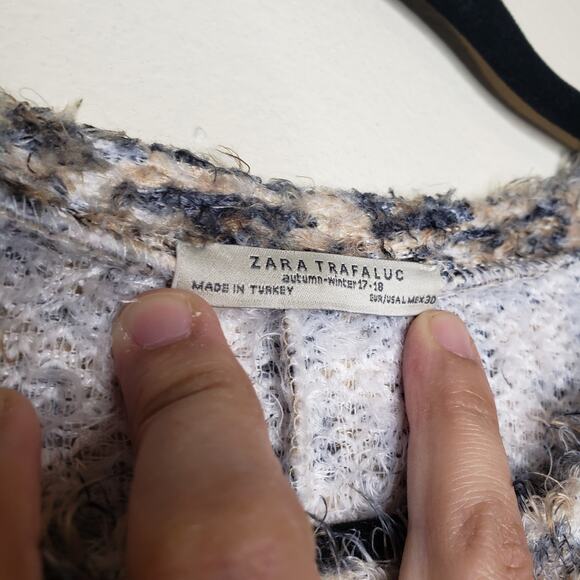 ZARA TRAFALUC
autumn-winter 17-18
MADE IN TURKEY
EUR/USA L MEX 30